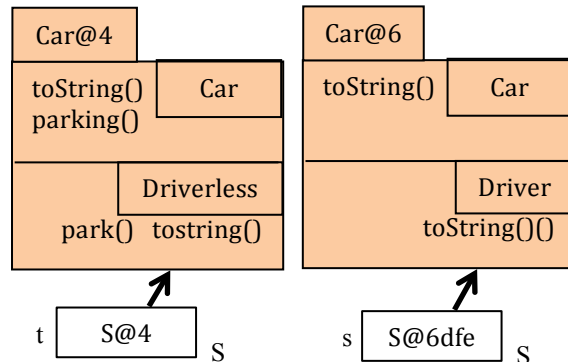 Car@4
toString() Car
parking()
Driverless
park() tostring()
t S@4 S
Car@6
toString() Car
Driver
toString()()
s S@6dfe S